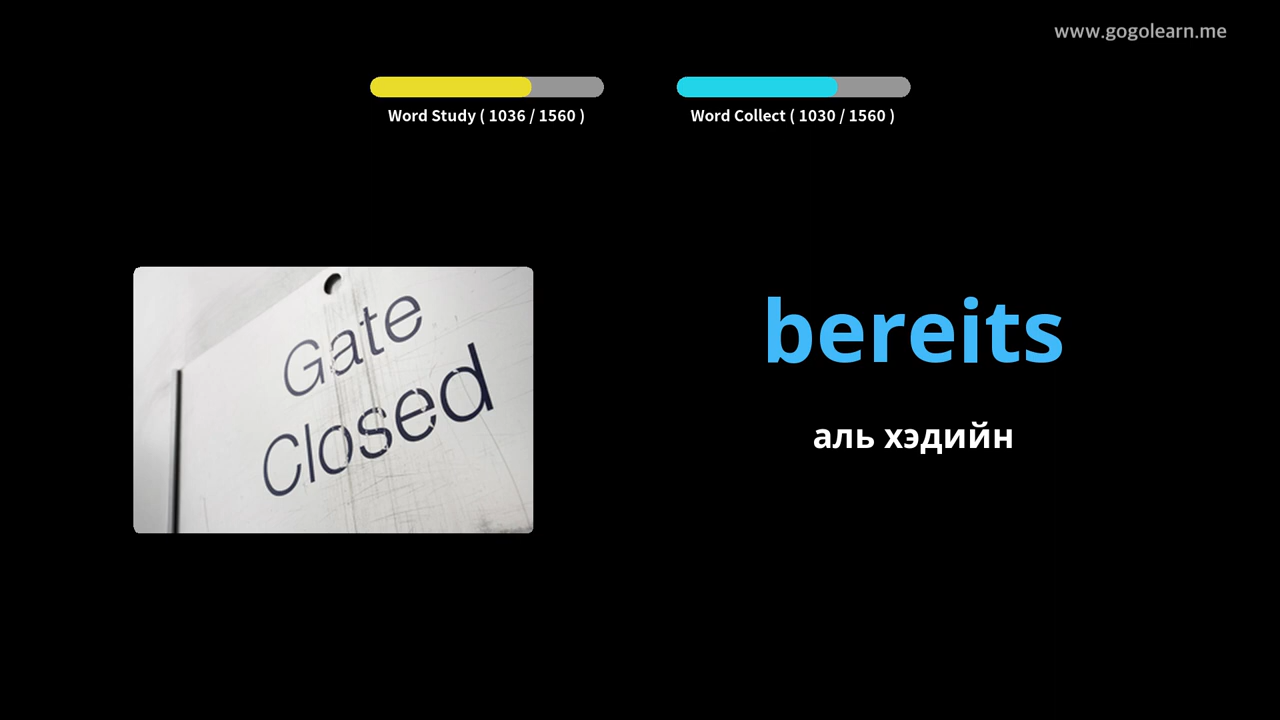 www.gogolearn.me
Word Study ( 1036 / 1560 )
Word Collect ( 1030 / 1560 )
Gate
Closed
bereits
аль хэдийн